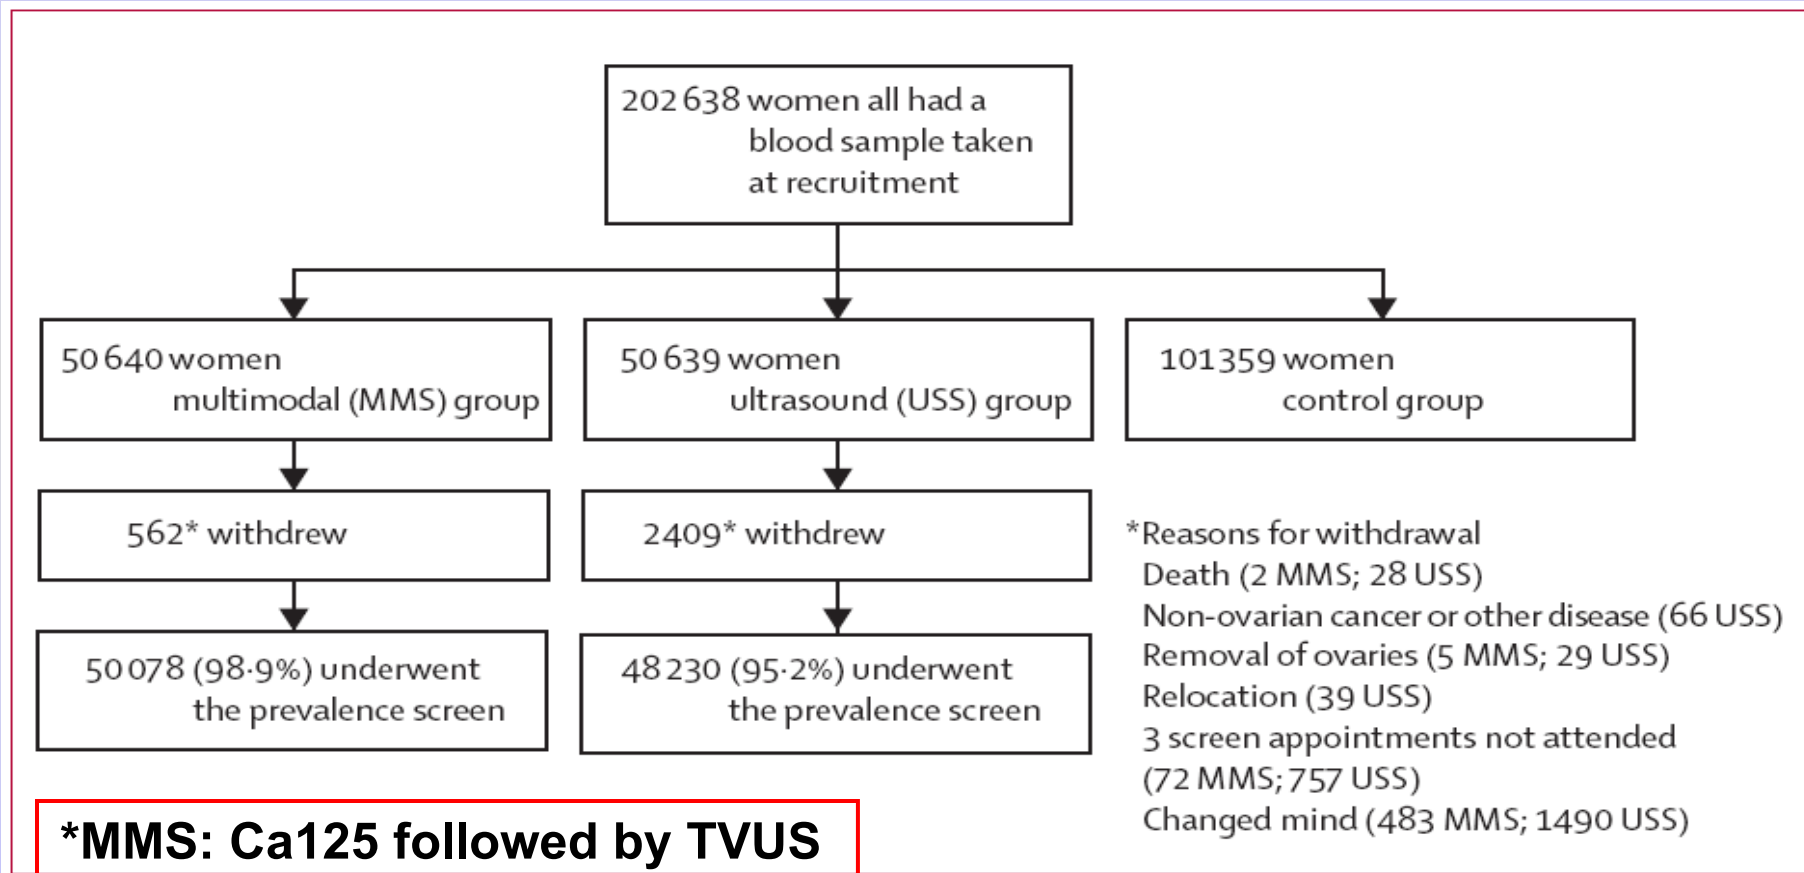 202 638 women all had a
blood sample taken
at recruitment
50 640 women
multimodal (MMS) group
50 639 women
ultrasound (USS) group
101 359 women
control group
562* withdrew
2409* withdrew
50 078 (98·9%) underwent
the prevalence screen
48 230 (95·2%) underwent
the prevalence screen
*Reasons for withdrawal
Death (2 MMS; 28 USS)
Non-ovarian cancer or other disease (66 USS)
Removal of ovaries (5 MMS; 29 USS)
Relocation (39 USS)
3 screen appointments not attended
(72 MMS; 757 USS)
Changed mind (483 MMS; 1490 USS)
*MMS: Ca125 followed by TVUS